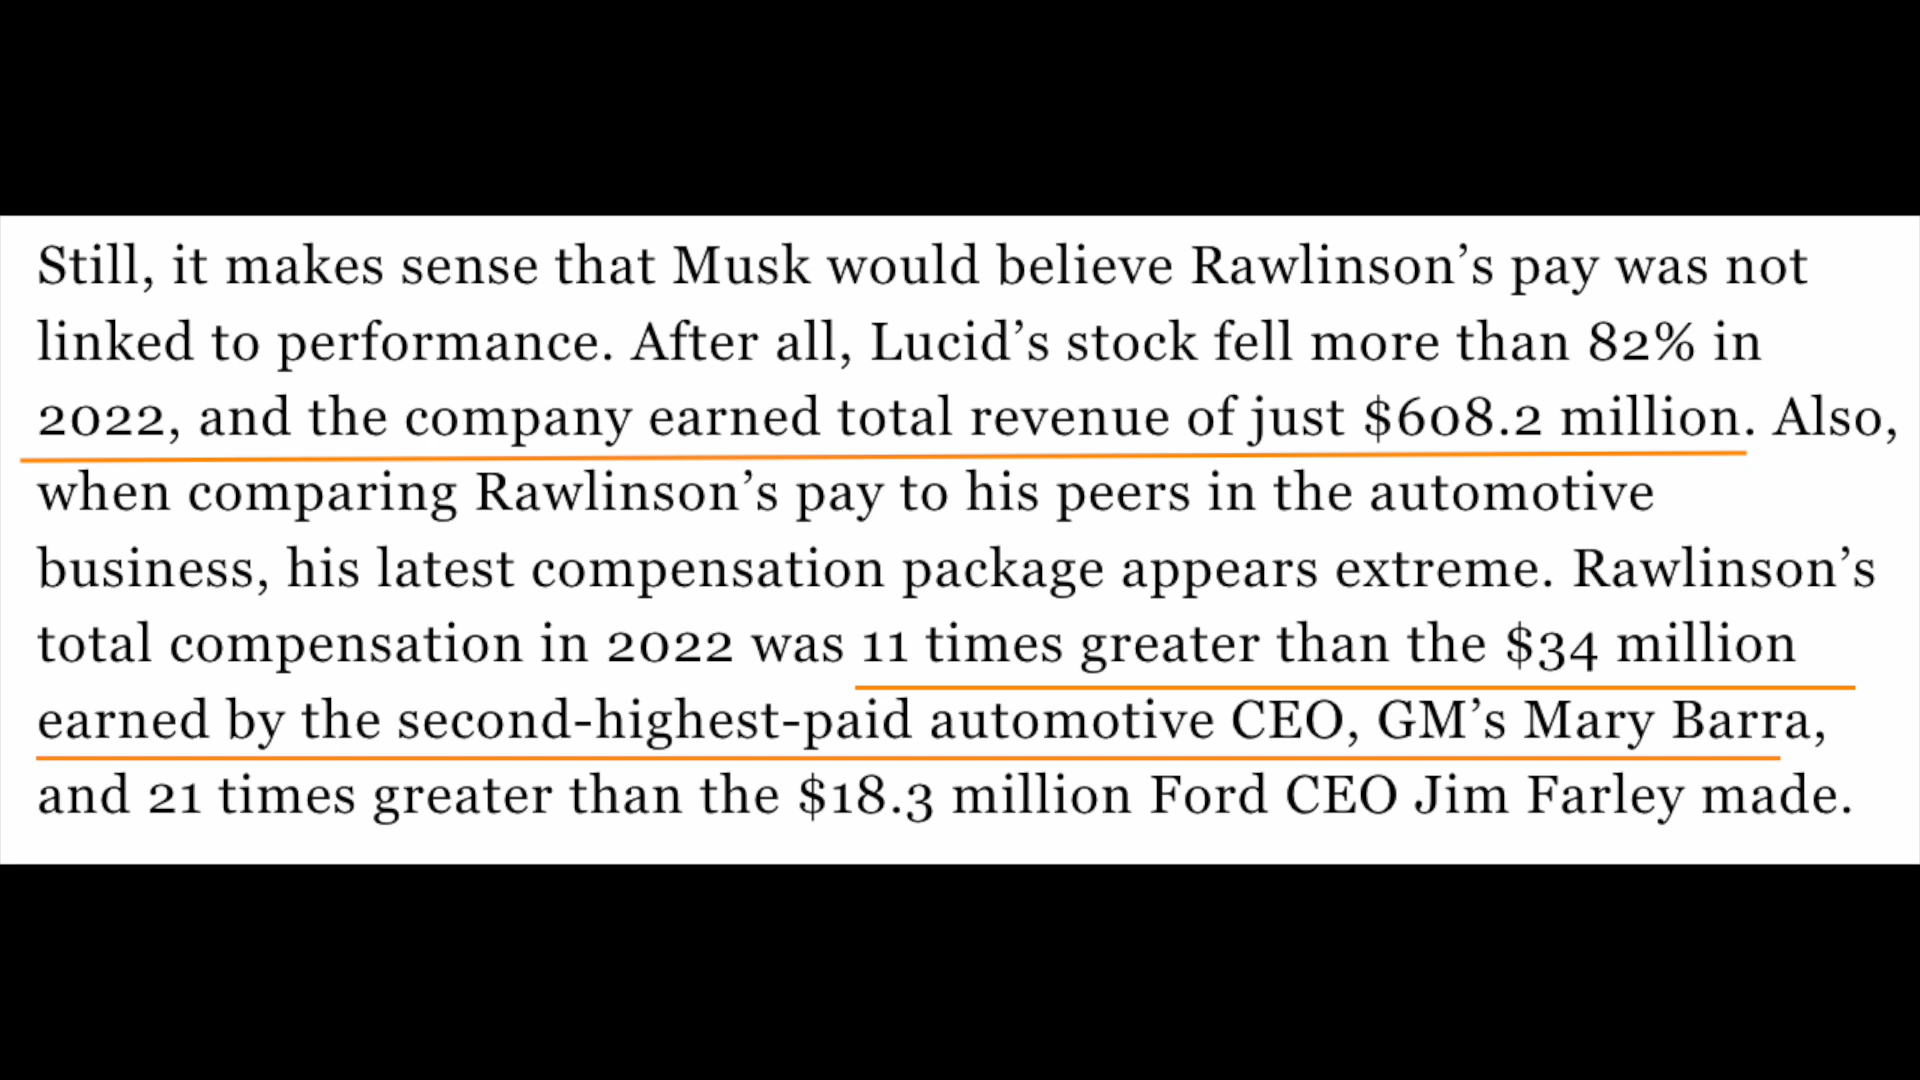 Still, it makes sense that Musk would believe Rawlinson’s pay was not
linked to performance. After all, Lucid’s stock fell more than 82% in
2022, and the company earned total revenue of just $608.2 million. Also,
when comparing Rawlinson’s pay to his peers in the automotive
business, his latest compensation package appears extreme. Rawlinson’s
total compensation in 2022 was 11 times greater than the $34 million
earned by the second-highest-paid automotive CEO, GM’s Mary Barra,
and 21 times greater than the $18.3 million Ford CEO Jim Farley made.